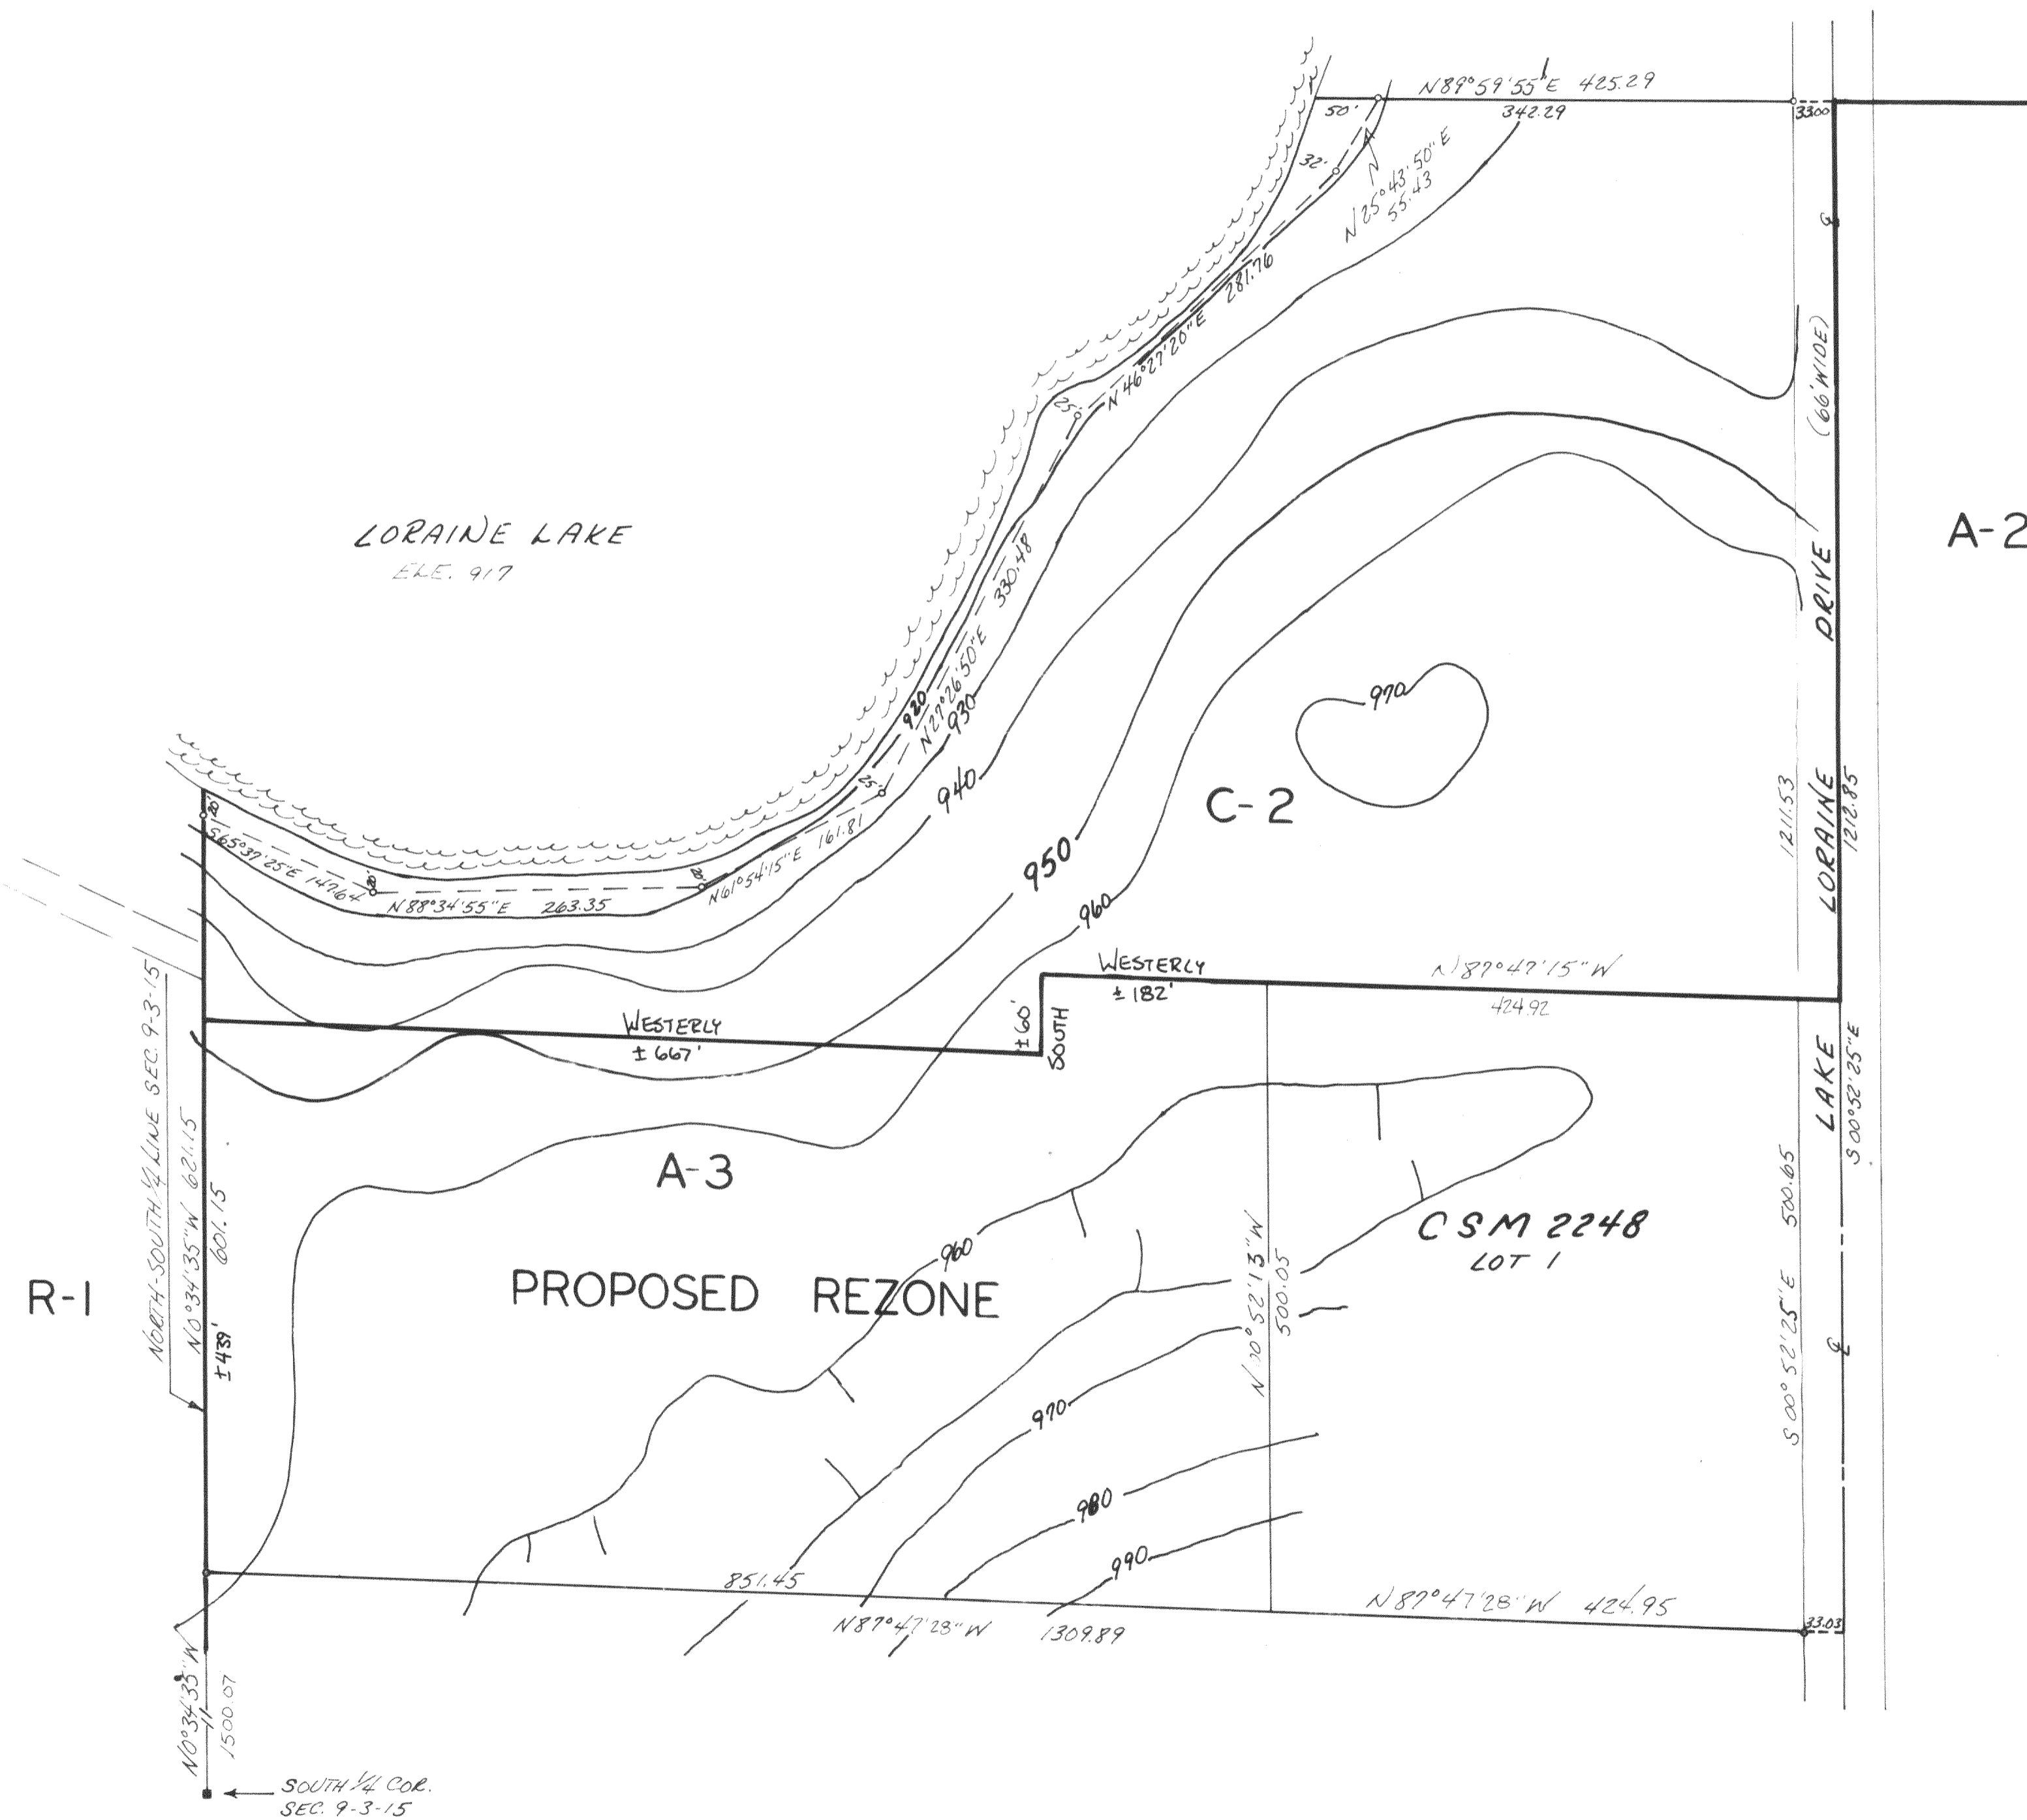 N89°59'55"E 425.29
50'
342.29
33.00
32'
N25°43'50"E
55.43
281.76
N46°27'20"E
25'
(66' WIDE)
LORAINE LAKE
ELE. 917
A-2
330.48
N27°26'50"E
920
930
940
950
960
970
C-2
25'
20'
S65°37'25"E 147.64
20'
N88°34'55"E 263.35
20'
N61°54'15"E 161.81
1211.53
1212.85
LAKE LORAINE DRIVE
S00°52'25"E
WESTERLY
± 182'
N87°47'15"W
424.92
WESTERLY
± 667'
±60'
SOUTH
NORTH-SOUTH 1/4 LINE SEC. 9-3-15
N0°34'35"W 621.15
601.15
±439'
A-3
R-1
PROPOSED REZONE
960
CSM 2248
LOT 1
N00°52'13"W
500.05
S00°52'25"E 500.65
970
980
990
851.45
N87°47'28"W 1309.89
N87°47'28"W 424.95
33.03
N0°34'35"W
1500.07
SOUTH 1/4 COR.
SEC. 9-3-15